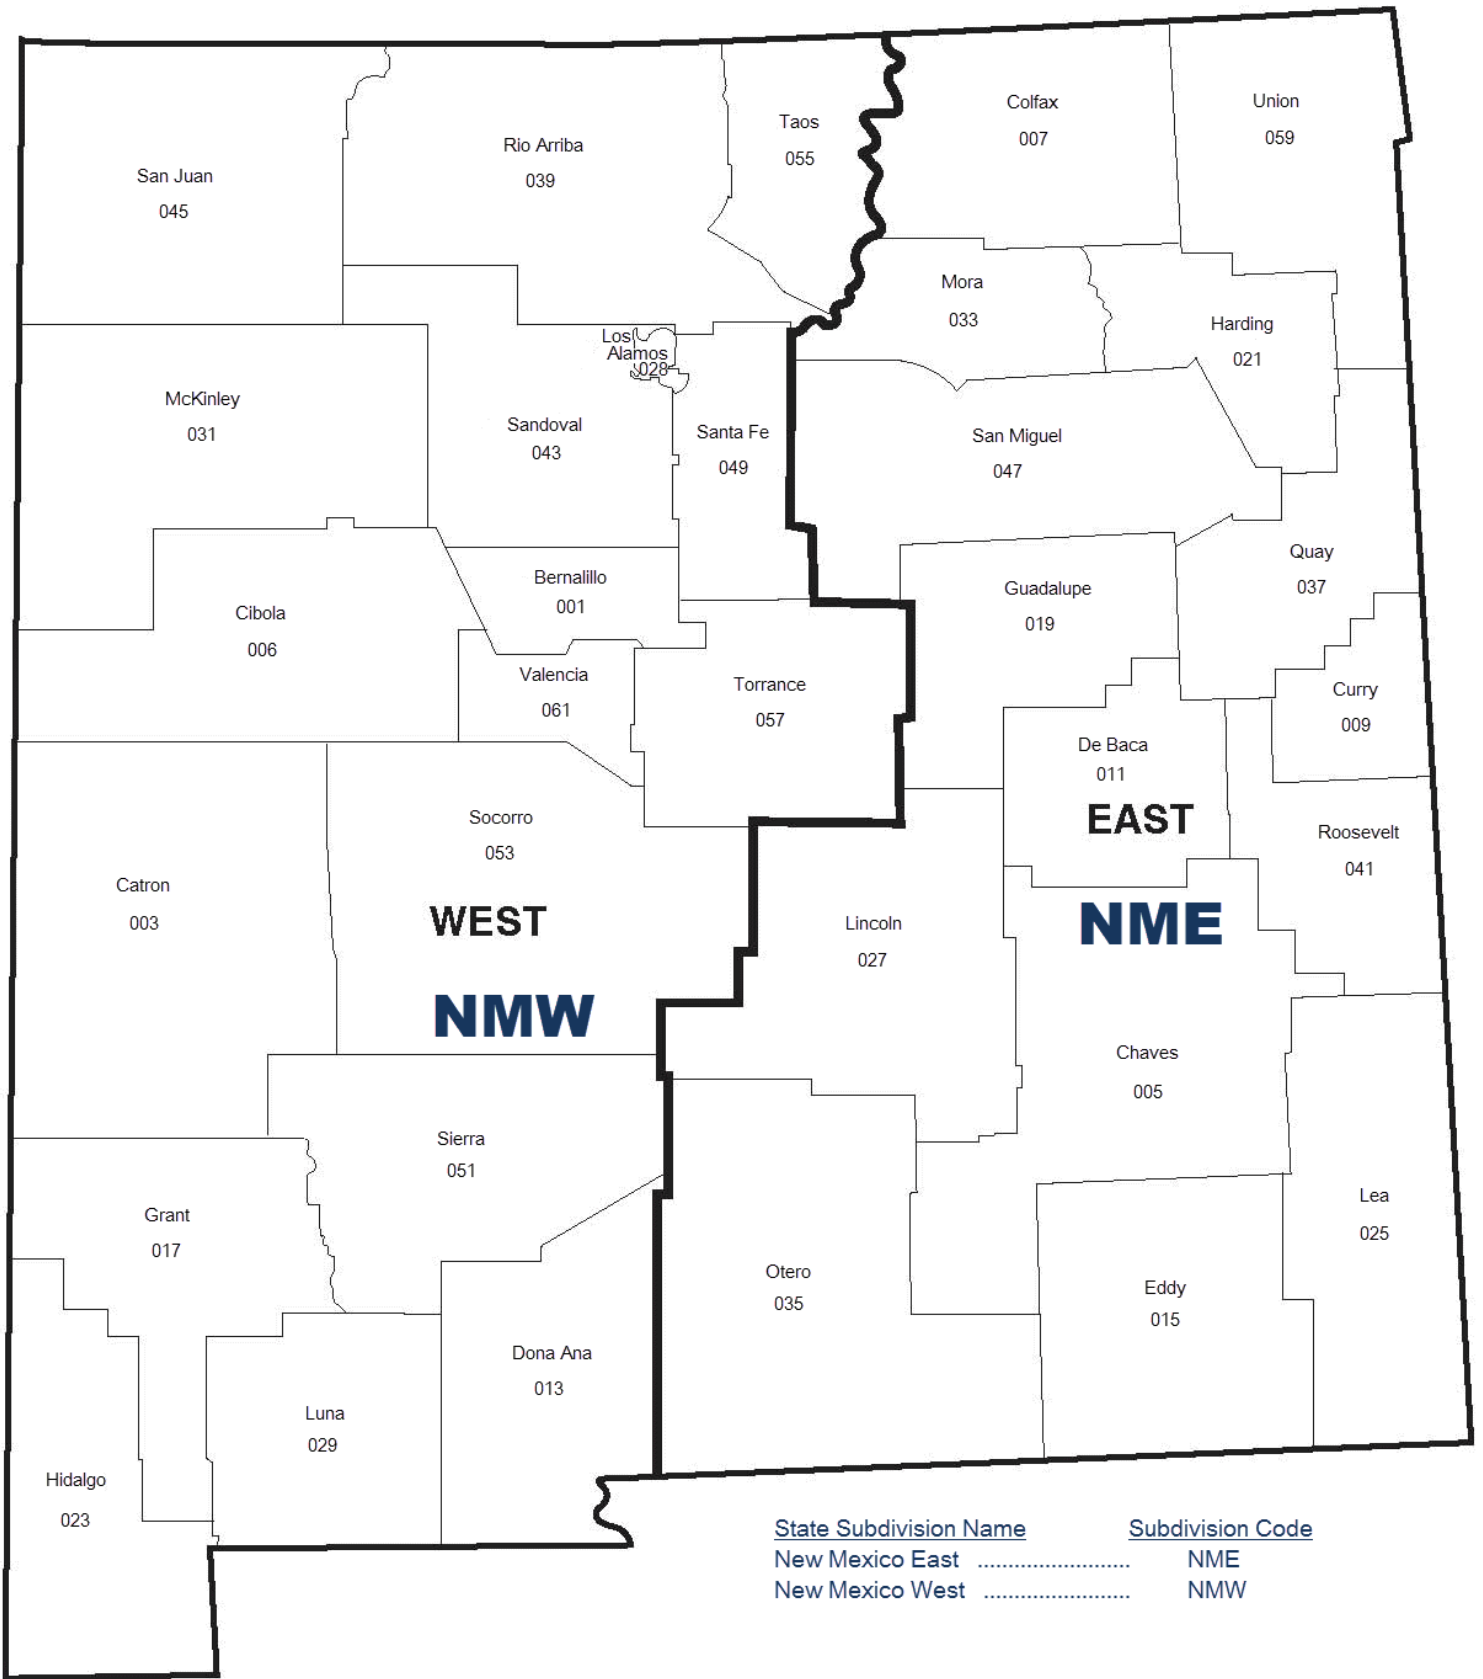 Colfax
007
Union
059
Taos
055
Rio Arriba
039
San Juan
045
Mora
033
Harding
021
Los
Alamos
028
McKinley
031
Sandoval
043
Santa Fe
049
San Miguel
047
Quay
037
Bernalillo
001
Guadalupe
019
Cibola
006
Valencia
061
Torrance
057
Curry
009
De Baca
011
EAST
Socorro
053
Roosevelt
041
Catron
003
WEST
NMW
Lincoln
027
NME
Chaves
005
Sierra
051
Grant
017
Lea
025
Otero
035
Eddy
015
Dona Ana
013
Luna
029
Hidalgo
023
State Subdivision Name Subdivision Code
New Mexico East ......................... NME
New Mexico West ........................ NMW